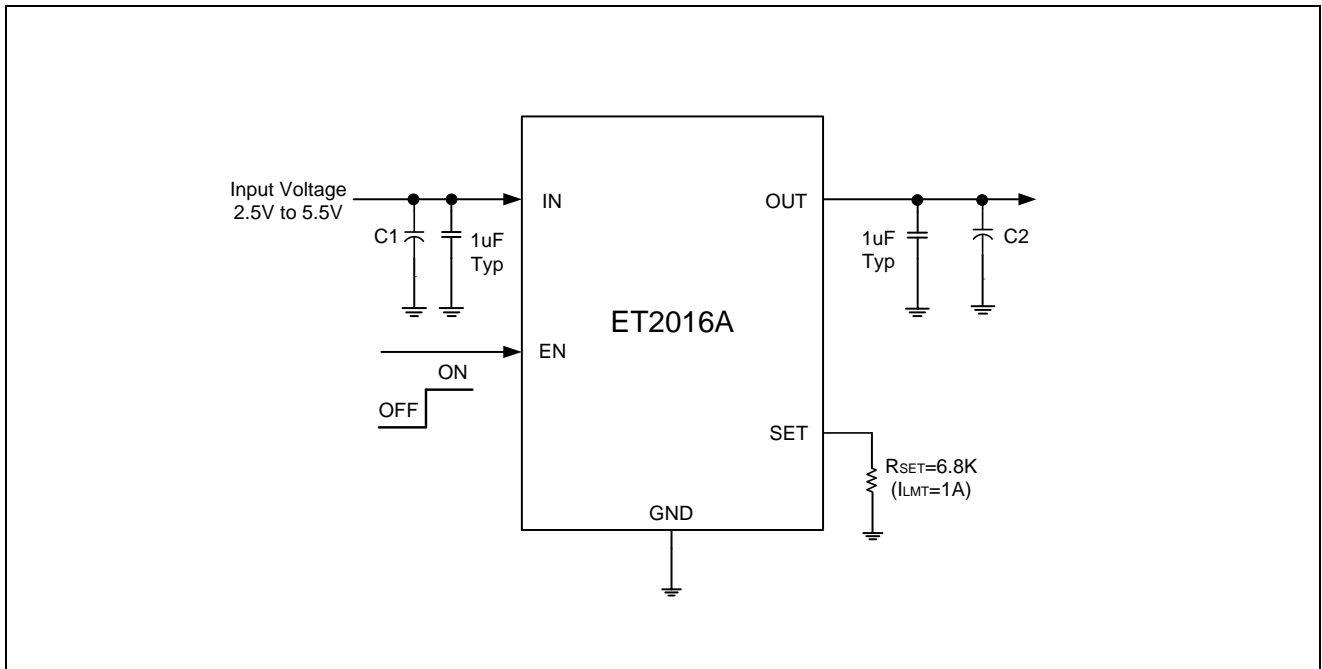 Input Voltage
2.5V to 5.5V
C1
1uF
Typ
IN
OUT
1uF
Typ
C2
ET2016A
EN
ON
OFF
SET
RSET=6.8K
(ILMT=1A)
GND